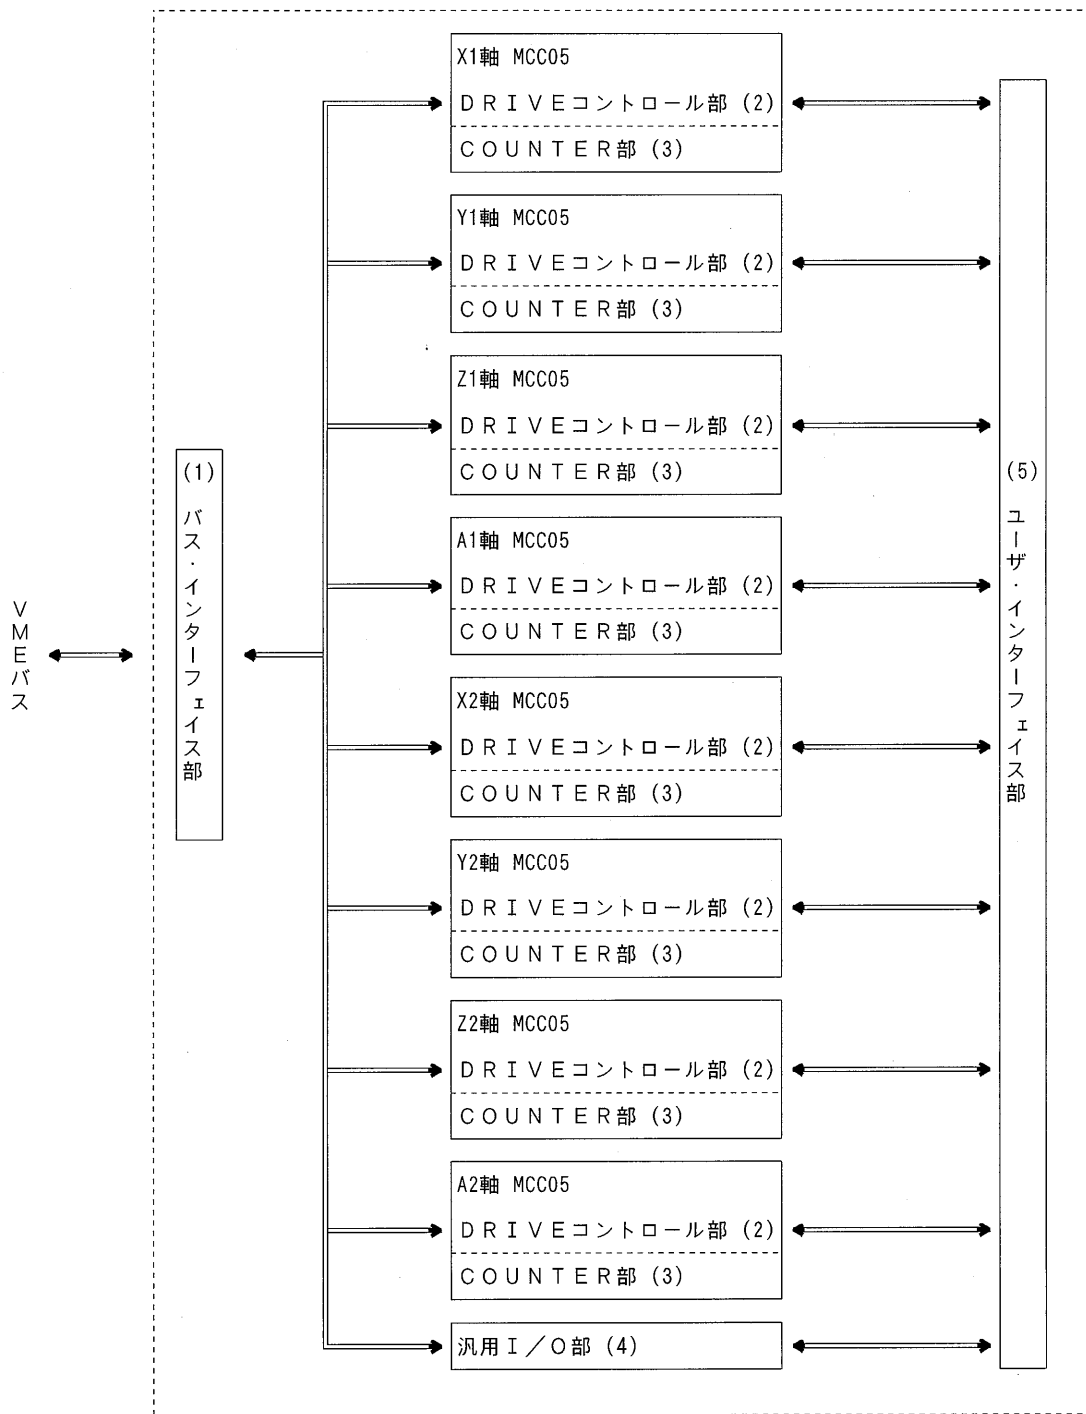 VMEバス
(1) バス・インターフェイス部
X1軸 MCC05
DRIVEコントロール部 (2)
COUNTER部 (3)
Y1軸 MCC05
DRIVEコントロール部 (2)
COUNTER部 (3)
Z1軸 MCC05
DRIVEコントロール部 (2)
COUNTER部 (3)
A1軸 MCC05
DRIVEコントロール部 (2)
COUNTER部 (3)
X2軸 MCC05
DRIVEコントロール部 (2)
COUNTER部 (3)
Y2軸 MCC05
DRIVEコントロール部 (2)
COUNTER部 (3)
Z2軸 MCC05
DRIVEコントロール部 (2)
COUNTER部 (3)
A2軸 MCC05
DRIVEコントロール部 (2)
COUNTER部 (3)
汎用I/O部 (4)
(5) ユーザ・インターフェイス部